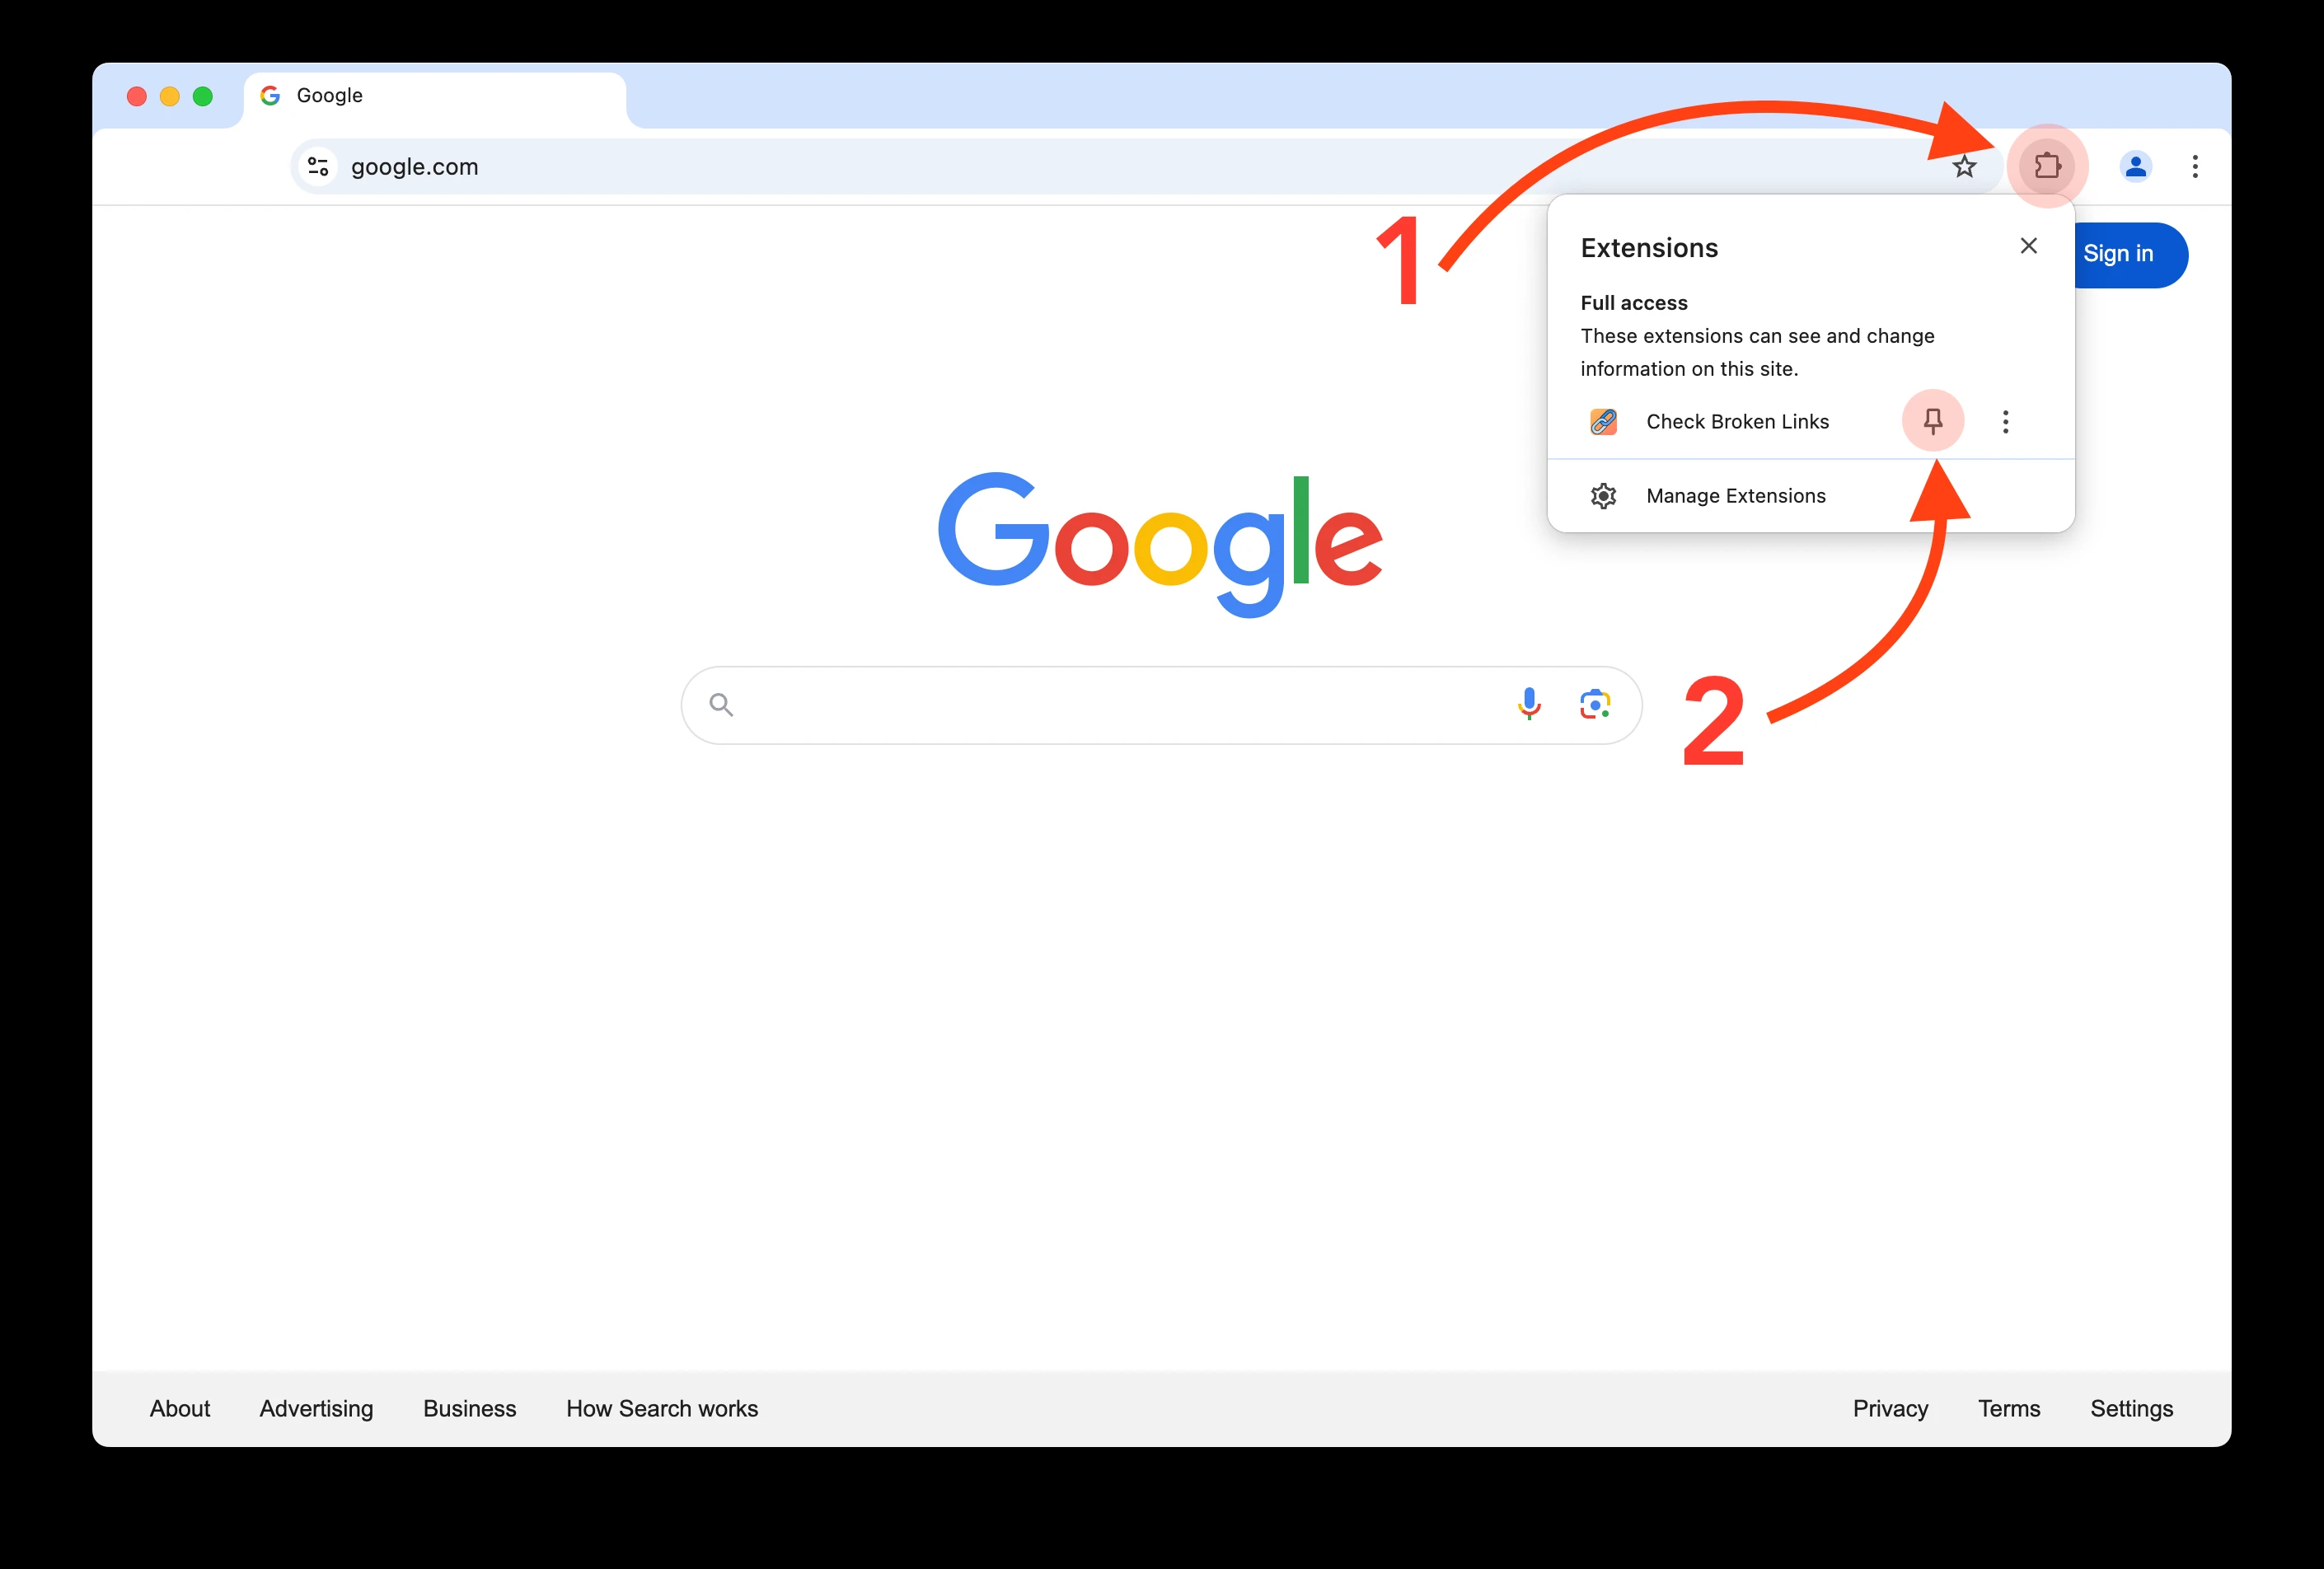 Google
google.com
1
Extensions
Sign in
Full access
These extensions can see and change
information on this site.
Check Broken Links
Manage Extensions
Google
2
About Advertising Business How Search works Privacy Terms Settings